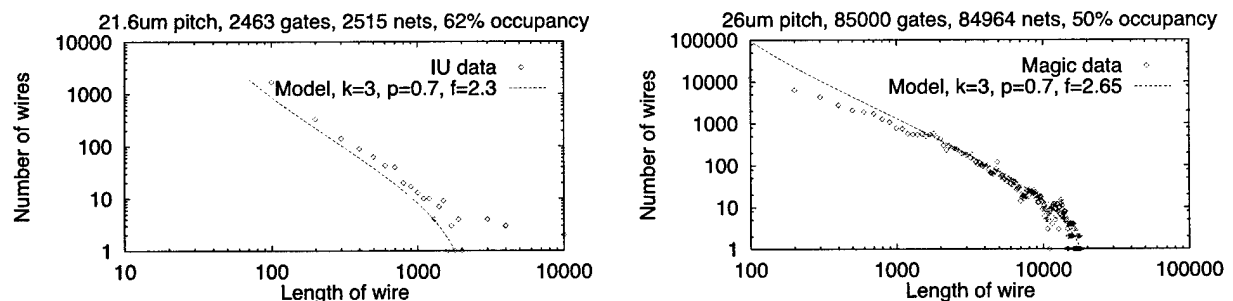 21.6um pitch, 2463 gates, 2515 nets, 62% occupancy
10000
1000
100
10
1
Number of wires
IU data
Model, k=3, p=0.7, f=2.3
10
100
1000
10000
Length of wire
26um pitch, 85000 gates, 84964 nets, 50% occupancy
100000
10000
1000
100
10
1
Number of wires
Magic data
Model, k=3, p=0.7, f=2.65
100
1000
10000
100000
Length of wire